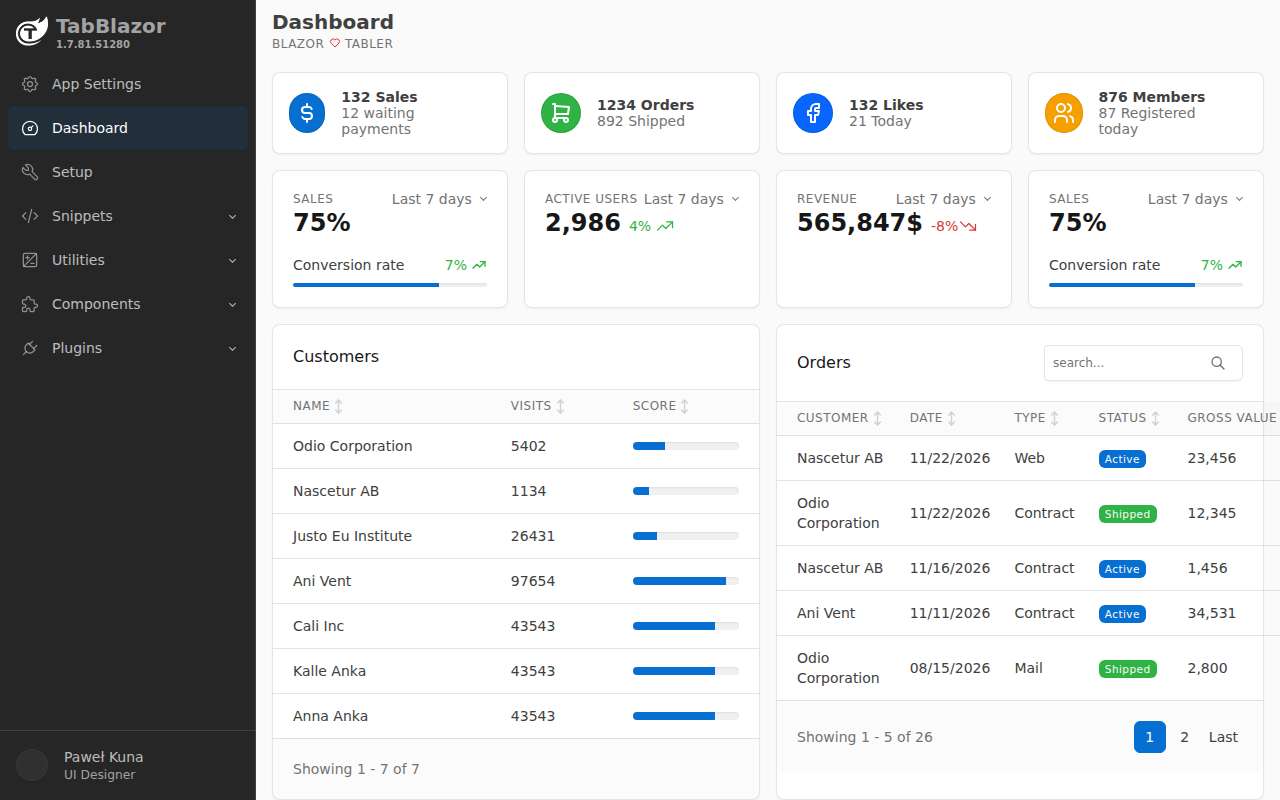 TabBlazor
1.7.81.51280
App Settings
Dashboard
Setup
Snippets
Utilities
Components
Plugins
Paweł Kuna
UI Designer
Dashboard
BLAZOR TABLER
132 Sales
12 waiting
payments
1234 Orders
892 Shipped
132 Likes
21 Today
876 Members
87 Registered
today
SALES Last 7 days
75%
Conversion rate 7%
ACTIVE USERS Last 7 days
2,986 4%
REVENUE Last 7 days
565,847$ -8%
SALES Last 7 days
75%
Conversion rate 7%
Customers
NAME VISITS SCORE
Odio Corporation 5402
Nascetur AB 1134
Justo Eu Institute 26431
Ani Vent 97654
Cali Inc 43543
Kalle Anka 43543
Anna Anka 43543
Showing 1 - 7 of 7
Orders search...
CUSTOMER DATE TYPE STATUS GROSS VALUE
Nascetur AB 11/22/2026 Web Active 23,456
Odio
Corporation 11/22/2026 Contract Shipped 12,345
Nascetur AB 11/16/2026 Contract Active 1,456
Ani Vent 11/11/2026 Contract Active 34,531
Odio
Corporation 08/15/2026 Mail Shipped 2,800
Showing 1 - 5 of 26 1 2 Last